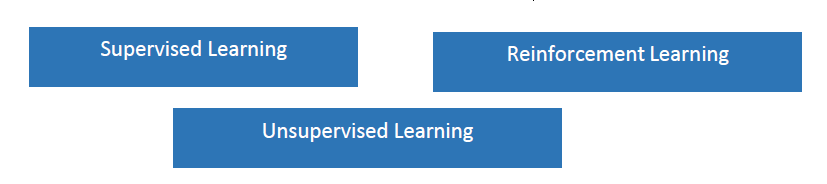 Supervised Learning
Reinforcement Learning
Unsupervised Learning